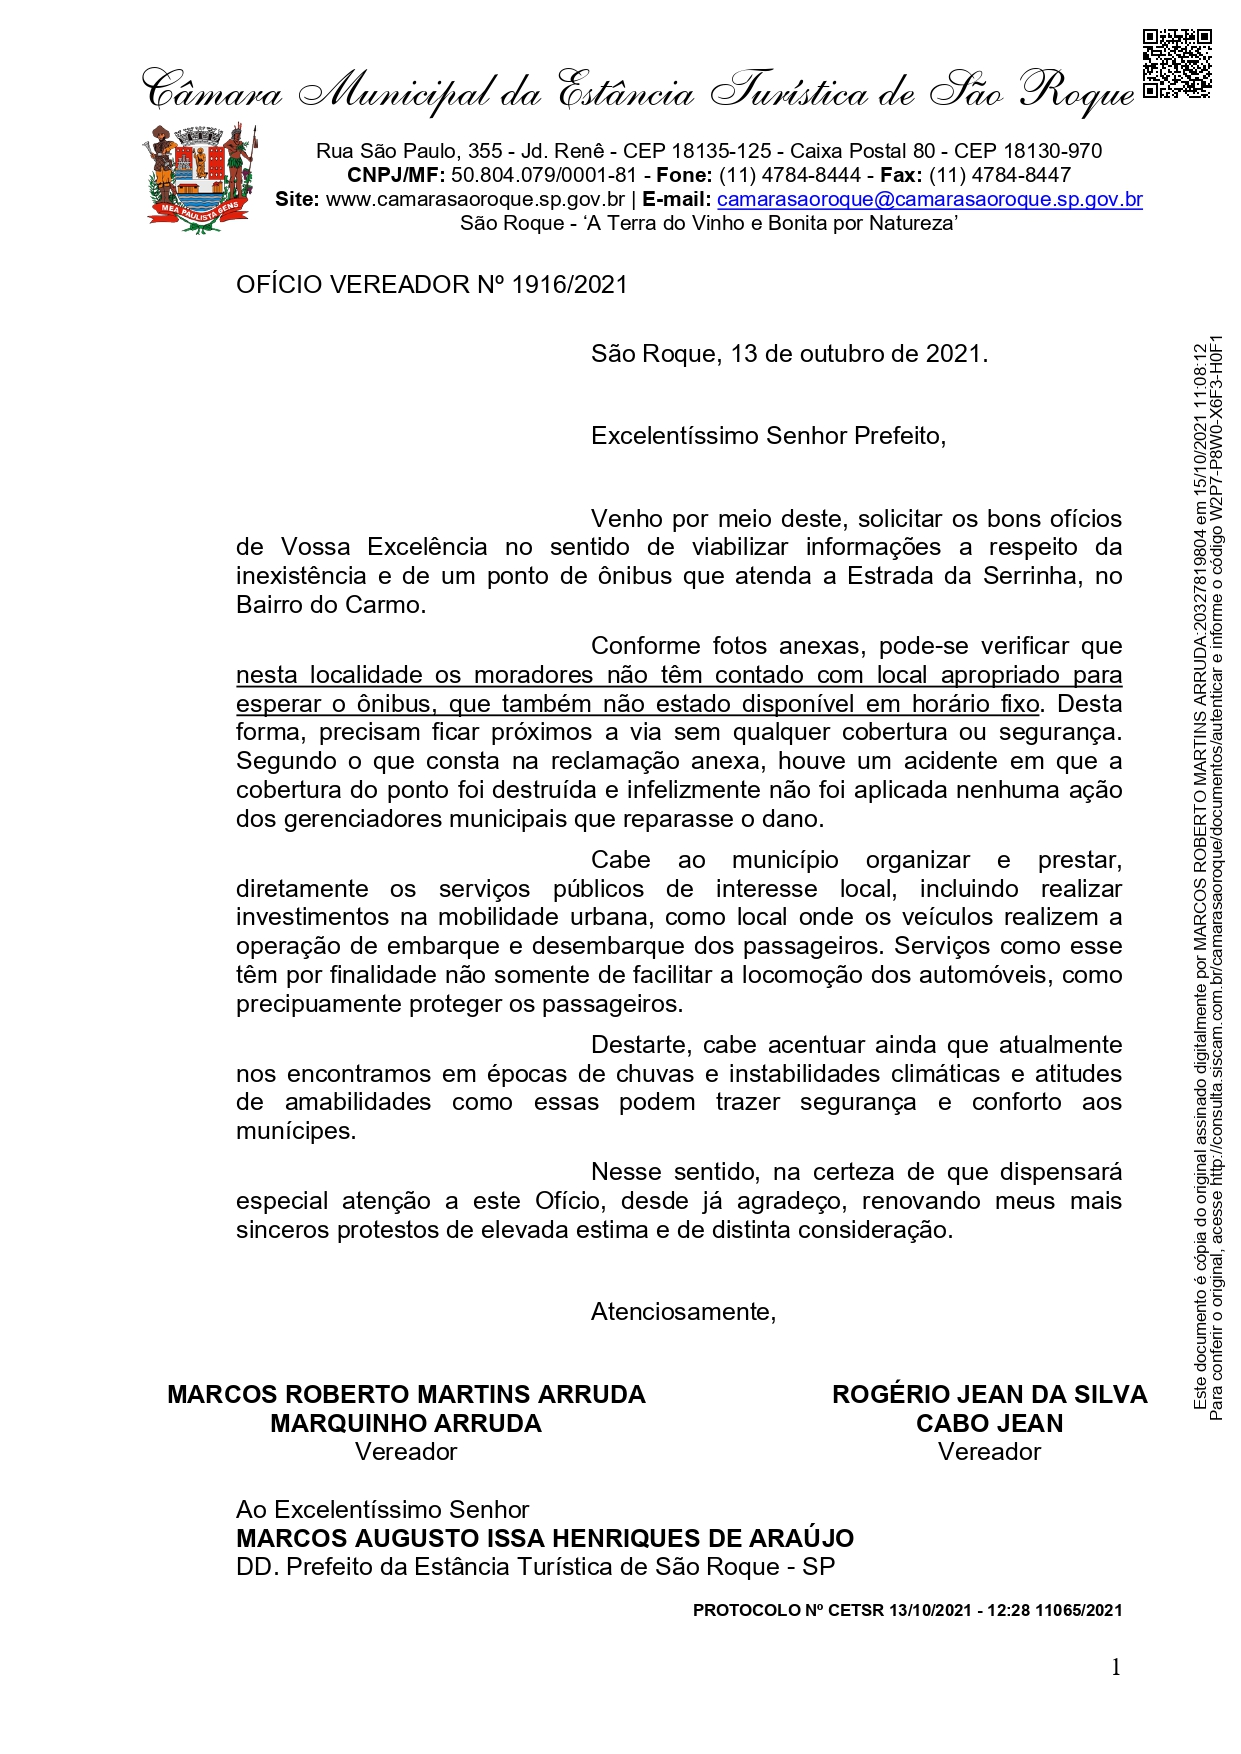 Câmara Municipal da Estância Turística de São Roque
MEA PAULISTA GENS
Rua São Paulo, 355 - Jd. Renê - CEP 18135-125 - Caixa Postal 80 - CEP 18130-970
CNPJ/MF: 50.804.079/0001-81 - Fone: (11) 4784-8444 - Fax: (11) 4784-8447
Site: www.camarasaoroque.sp.gov.br | E-mail: camarasaoroque@camarasaoroque.sp.gov.br
São Roque - ‘A Terra do Vinho e Bonita por Natureza’
OFÍCIO VEREADOR Nº 1916/2021
São Roque, 13 de outubro de 2021.
Excelentíssimo Senhor Prefeito,
Venho por meio deste, solicitar os bons ofícios
de Vossa Excelência no sentido de viabilizar informações a respeito da
inexistência e de um ponto de ônibus que atenda a Estrada da Serrinha, no
Bairro do Carmo.
Conforme fotos anexas, pode-se verificar que
nesta localidade os moradores não têm contado com local apropriado para
esperar o ônibus, que também não estado disponível em horário fixo. Desta
forma, precisam ficar próximos a via sem qualquer cobertura ou segurança.
Segundo o que consta na reclamação anexa, houve um acidente em que a
cobertura do ponto foi destruída e infelizmente não foi aplicada nenhuma ação
dos gerenciadores municipais que reparasse o dano.
Cabe ao município organizar e prestar,
diretamente os serviços públicos de interesse local, incluindo realizar
investimentos na mobilidade urbana, como local onde os veículos realizem a
operação de embarque e desembarque dos passageiros. Serviços como esse
têm por finalidade não somente de facilitar a locomoção dos automóveis, como
precipuamente proteger os passageiros.
Destarte, cabe acentuar ainda que atualmente
nos encontramos em épocas de chuvas e instabilidades climáticas e atitudes
de amabilidades como essas podem trazer segurança e conforto aos
munícipes.
Nesse sentido, na certeza de que dispensará
especial atenção a este Ofício, desde já agradeço, renovando meus mais
sinceros protestos de elevada estima e de distinta consideração.
Atenciosamente,
MARCOS ROBERTO MARTINS ARRUDA
MARQUINHO ARRUDA
Vereador
ROGÉRIO JEAN DA SILVA
CABO JEAN
Vereador
Ao Excelentíssimo Senhor
MARCOS AUGUSTO ISSA HENRIQUES DE ARAÚJO
DD. Prefeito da Estância Turística de São Roque - SP
PROTOCOLO Nº CETSR 13/10/2021 - 12:28 11065/2021
1
Este documento é cópia do original assinado digitalmente por MARCOS ROBERTO MARTINS ARRUDA:20327819804 em 15/10/2021 11:08:12
Para conferir o original, acesse http://consulta.siscam.com.br/camarasaoroque/documentos/autenticar e informe o código W2P7-P8W0-X6F3-H0F1